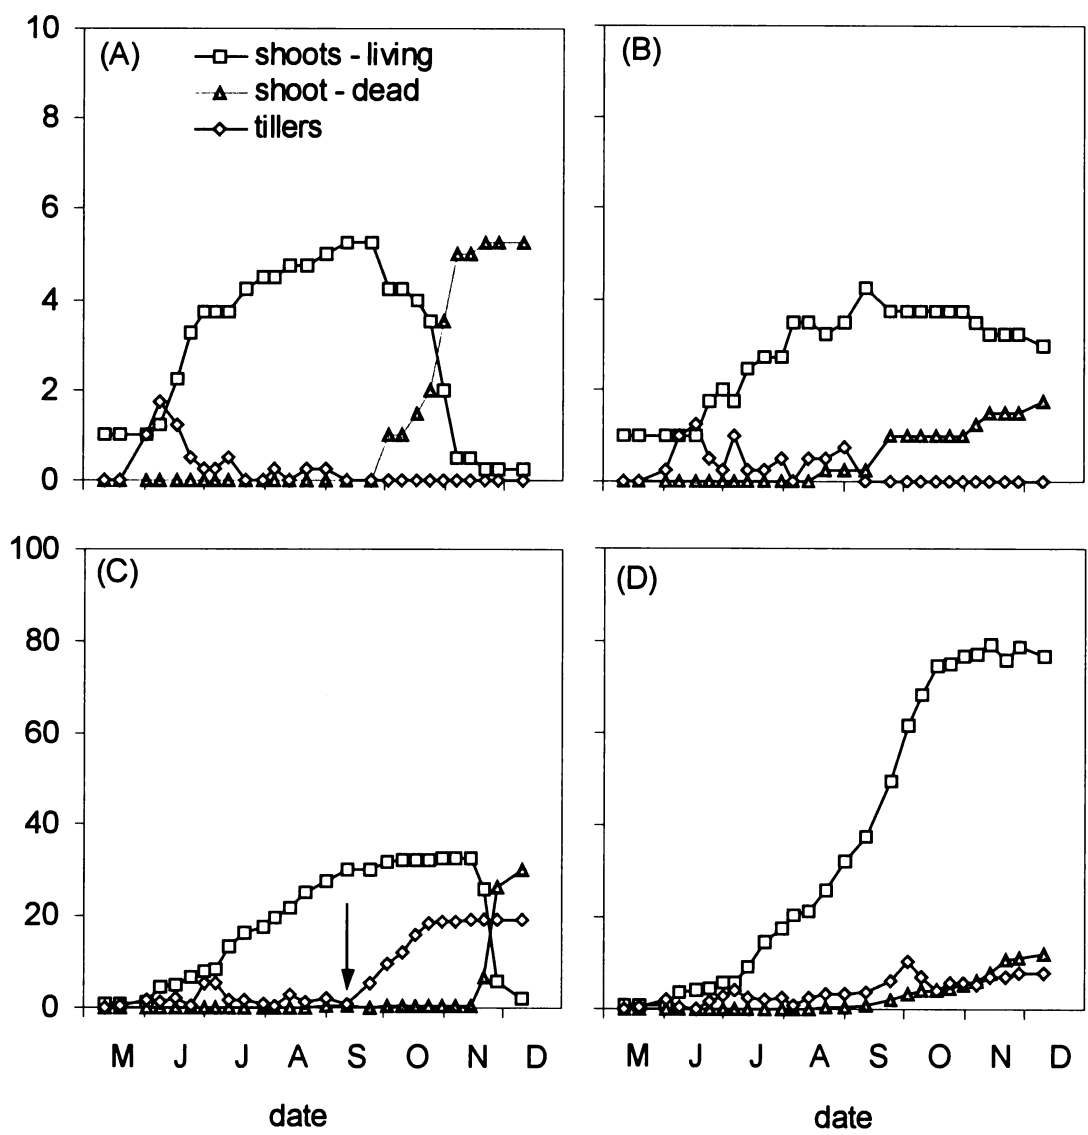 10
8
6
4
2
0
(A)
shoots - living
shoot - dead
tillers
(B)
100
80
60
40
20
0
(C)
(D)
M J J A S O N D
M J J A S O N D
date
date